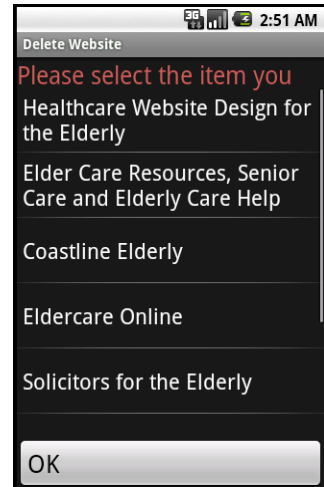 3G 2:51 AM
Delete Website
Please select the item you
Healthcare Website Design for
the Elderly
Elder Care Resources, Senior
Care and Elderly Care Help
Coastline Elderly
Eldercare Online
Solicitors for the Elderly
OK